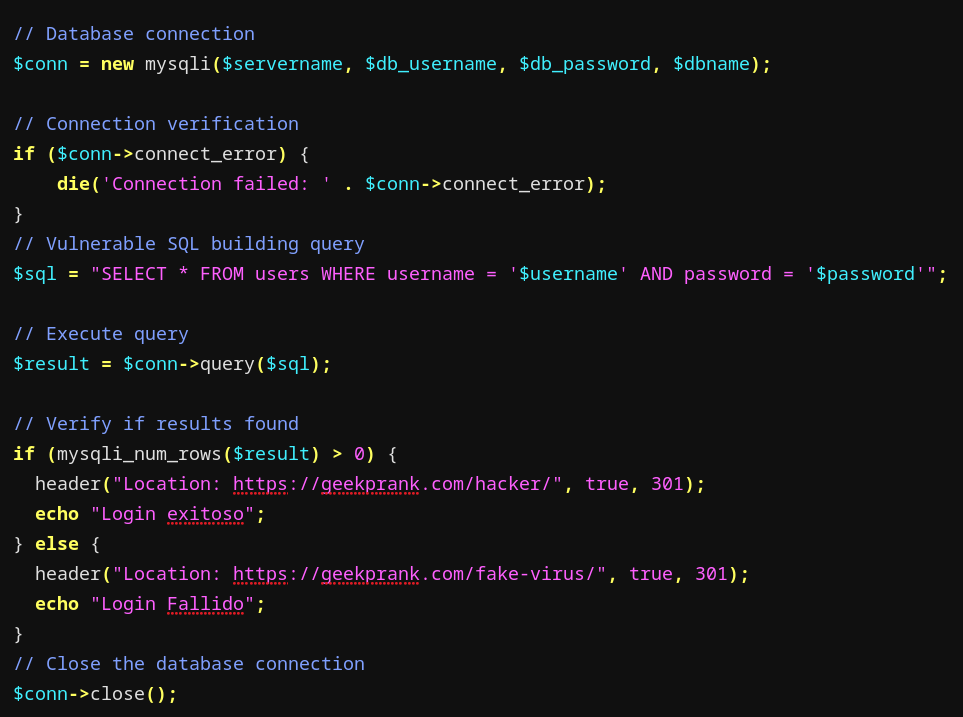 // Database connection
$conn = new mysqli($servername, $db_username, $db_password, $dbname);
// Connection verification
if ($conn->connect_error) {
    die('Connection failed: ' . $conn->connect_error);
}
// Vulnerable SQL building query
$sql = "SELECT * FROM users WHERE username = '$username' AND password = '$password'";
// Execute query
$result = $conn->query($sql);
// Verify if results found
if (mysqli_num_rows($result) > 0) {
  header("Location: https://geekprank.com/hacker/", true, 301);
  echo "Login exitoso";
} else {
  header("Location: https://geekprank.com/fake-virus/", true, 301);
  echo "Login Fallido";
}
// Close the database connection
$conn->close();